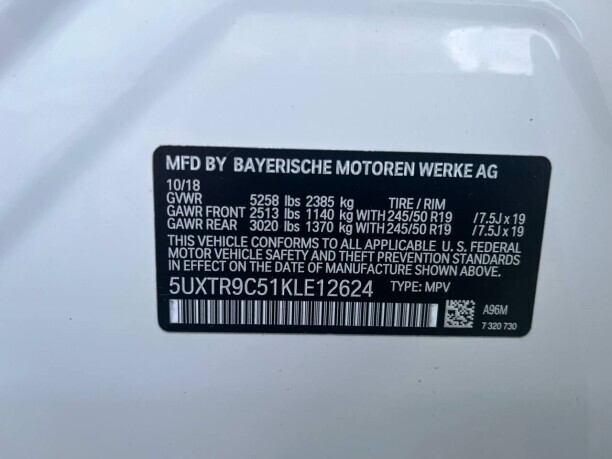 MFD BY BAYERISCHE MOTOREN WERKE AG
10/18
GVWR 5258 lbs 2385 kg TIRE / RIM
GAWR FRONT 2513 lbs 1140 kg WITH 245/50 R19 /7.5J x 19
GAWR REAR 3020 lbs 1370 kg WITH 245/50 R19 /7.5J x 19
THIS VEHICLE CONFORMS TO ALL APPLICABLE U. S. FEDERAL
MOTOR VEHICLE SAFETY AND THEFT PREVENTION STANDARDS
IN EFFECT ON THE DATE OF MANUFACTURE SHOWN ABOVE.
5UXTR9C51KLE12624 TYPE: MPV
A96M
7 320 730